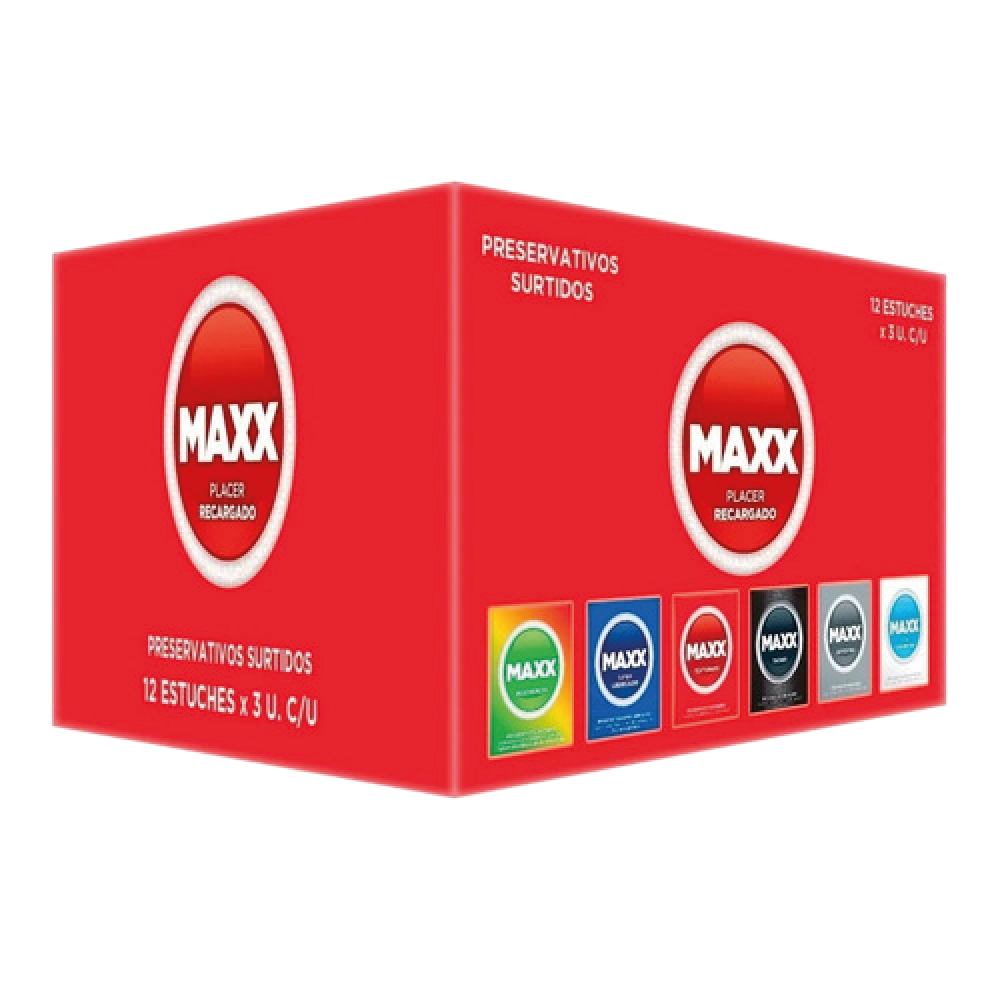 MAXX
PLACER
RECARGADO
PRESERVATIVOS SURTIDOS
12 ESTUCHES x 3 U. C/U
PRESERVATIVOS
SURTIDOS
12 ESTUCHES
x 3 U. C/U
MAXX
PLACER
RECARGADO
MAXX
MAXX
MAXX
TEXTURADO
MAXX
MAXX
MAXX